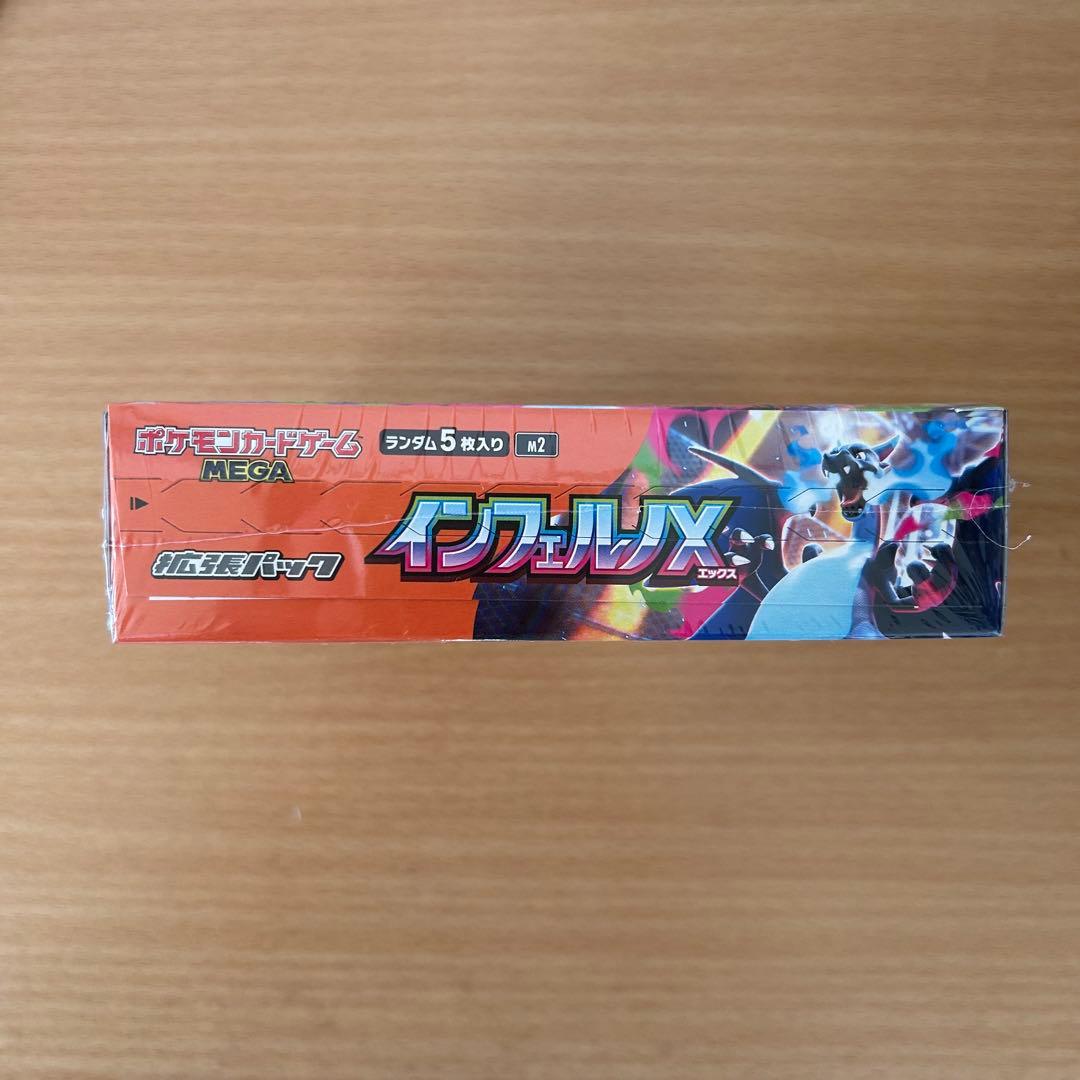 ポケモンカードゲーム
MEGA
ランダム5枚入り
M2
拡張パック
インフェルノX
エックス